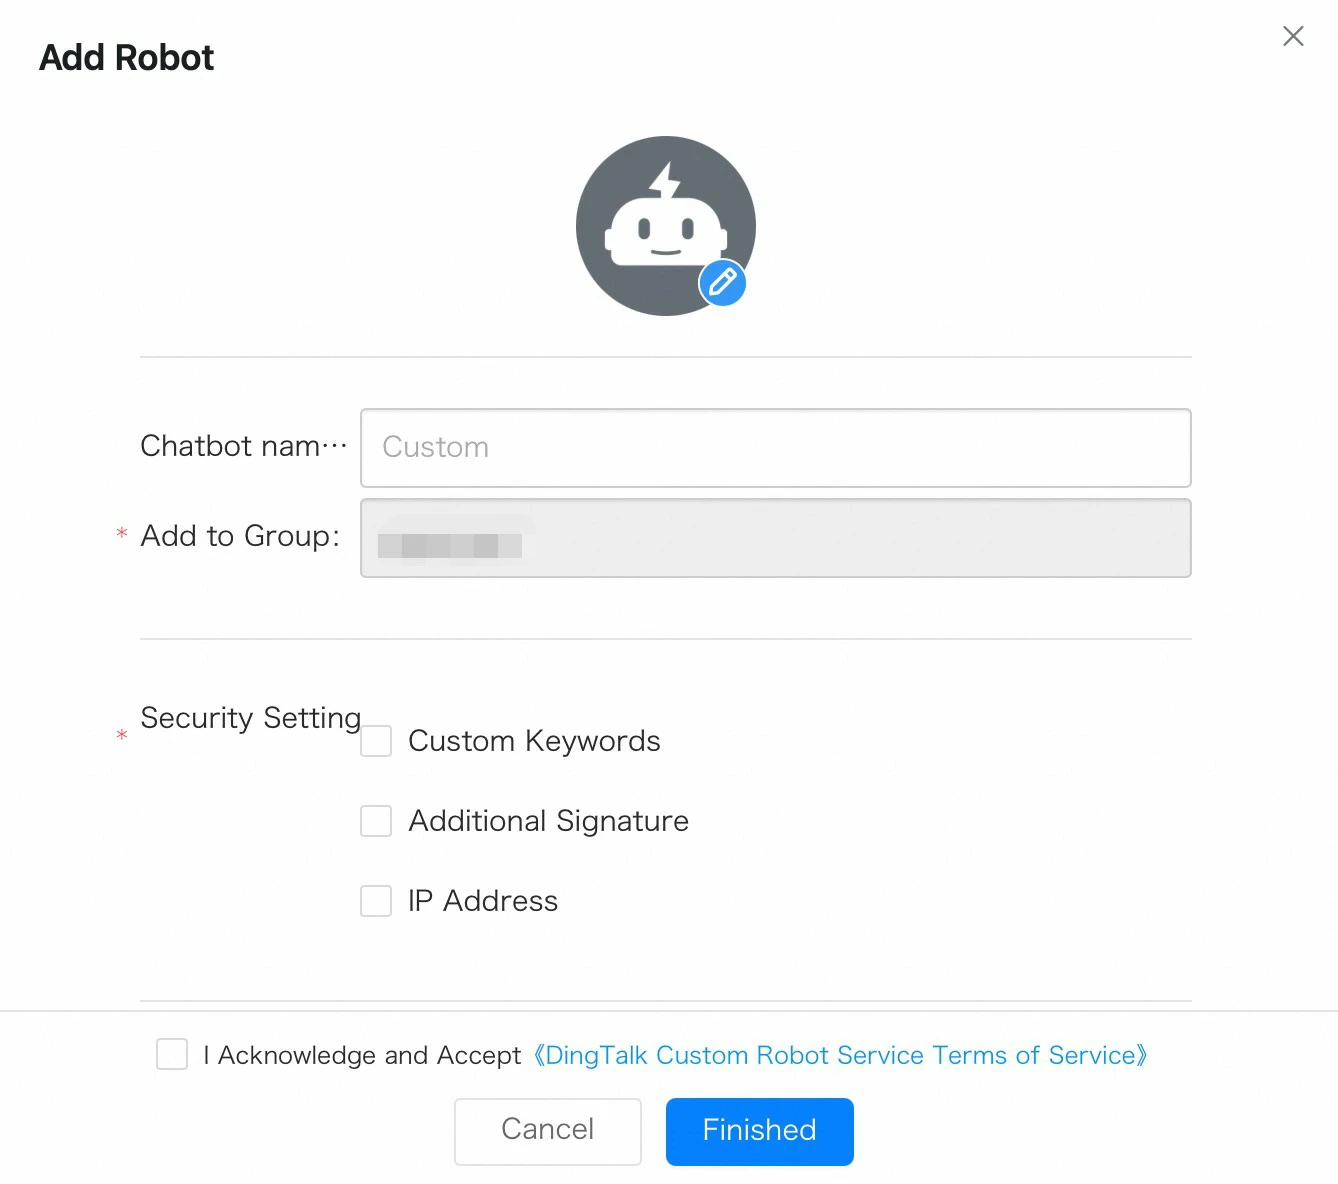 Add Robot
Chatbot nam···
Custom
* Add to Group:
Security Setting
*
Custom Keywords
Additional Signature
IP Address
I Acknowledge and Accept 《DingTalk Custom Robot Service Terms of Service》
Cancel
Finished